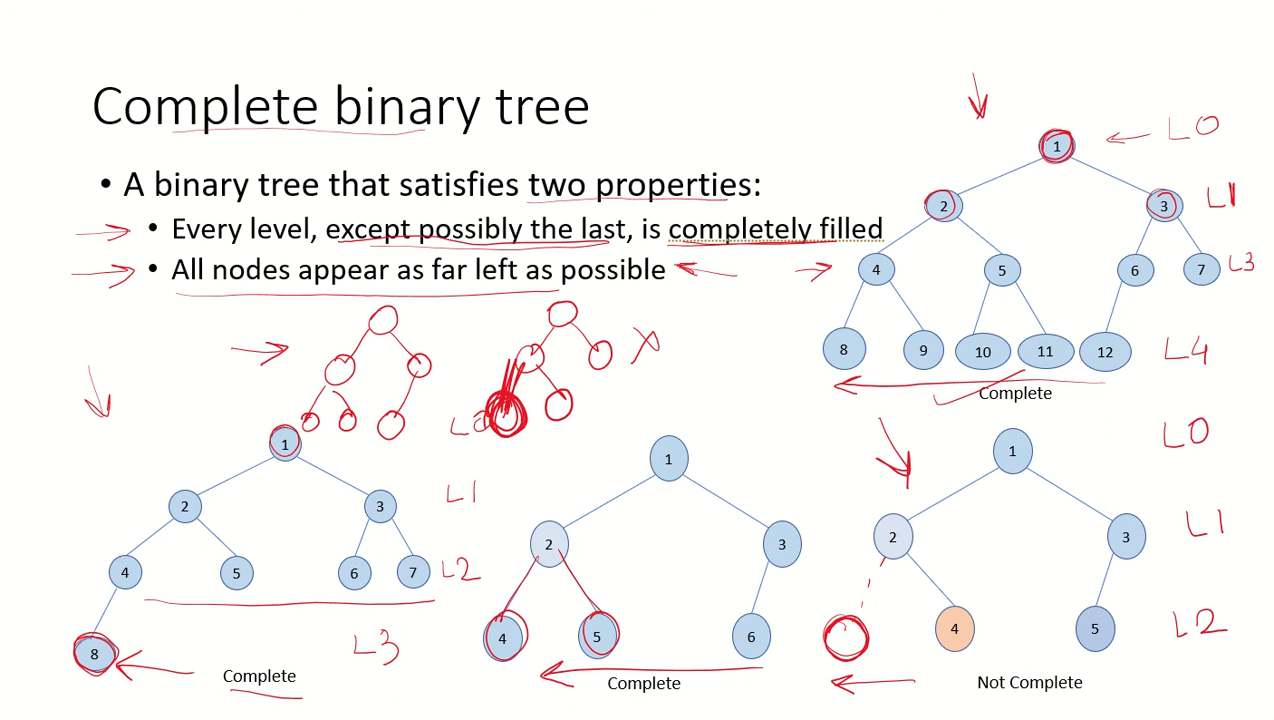 Complete binary tree
• A binary tree that satisfies two properties:
• Every level, except possibly the last, is completely filled
• All nodes appear as far left as possible
1
L0
2
3
L1
4
5
6
7
L3
8
9
10
11
12
L4
Complete
X
L0
1
2
3
L1
4
5
6
7
L2
8
L3
Complete
1
2
3
4
5
6
Complete
1
L0
2
3
L1
4
5
L2
Not Complete